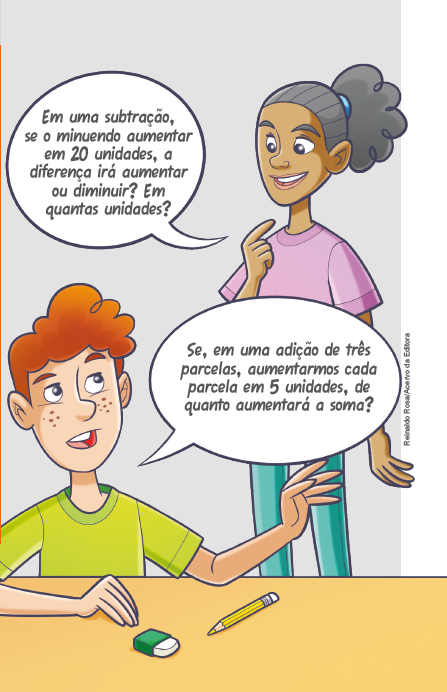 Em uma subtração,
se o minuendo aumentar
em 20 unidades, a
diferença irá aumentar
ou diminuir? Em
quantas unidades?
Se, em uma adição de três
parcelas, aumentarmos cada
parcela em 5 unidades, de
quanto aumentará a soma?
Reinaldo Rosa/Acervo da Editora